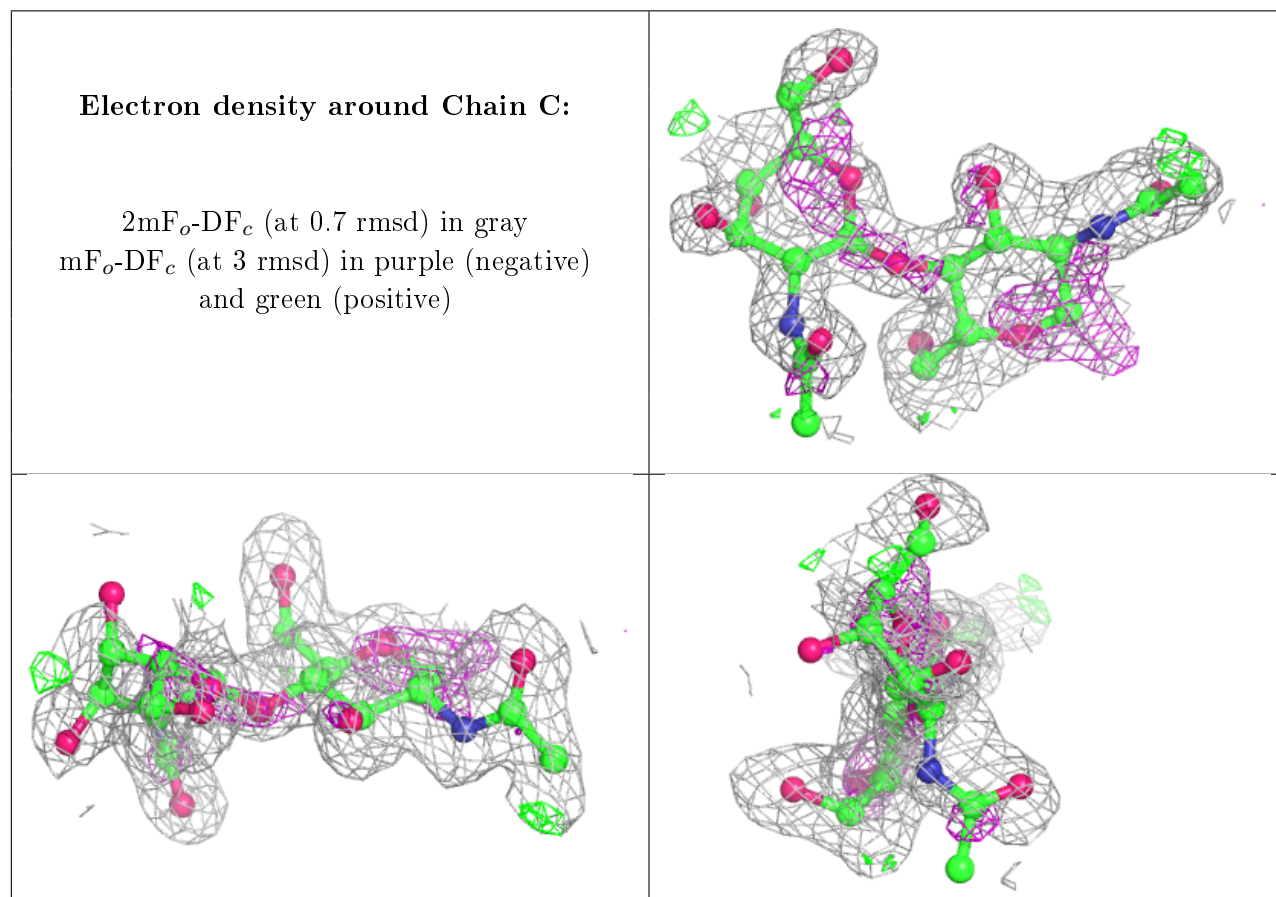 Electron density around Chain C:
2mFₒ-DF𝒸 (at 0.7 rmsd) in gray
mFₒ-DF𝒸 (at 3 rmsd) in purple (negative)
and green (positive)